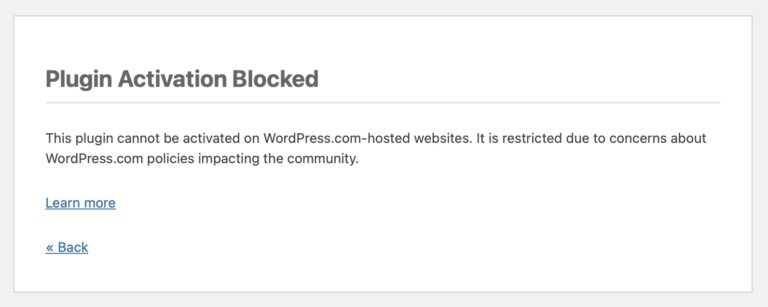 Plugin Activation Blocked
This plugin cannot be activated on WordPress.com-hosted websites. It is restricted due to concerns about
WordPress.com policies impacting the community.
Learn more
« Back